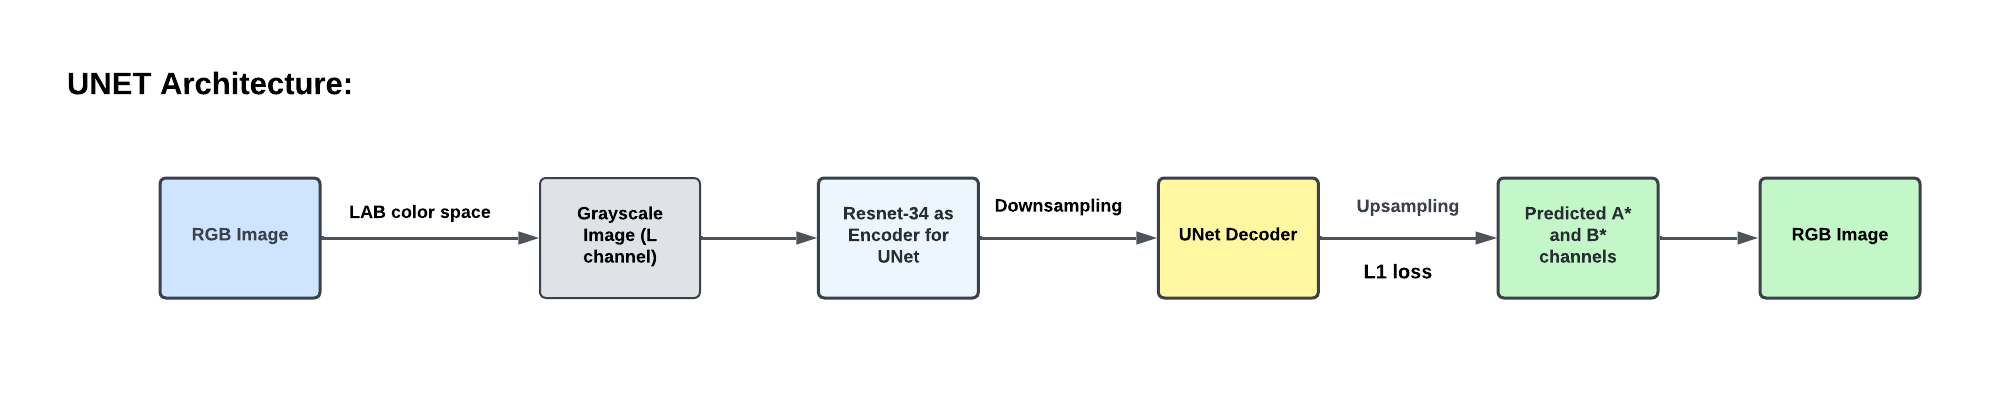 UNET Architecture:
RGB Image
LAB color space
Grayscale
Image (L
channel)
Resnet-34 as
Encoder for
UNet
Downsampling
UNet Decoder
Upsampling
L1 loss
Predicted A*
and B*
channels
RGB Image